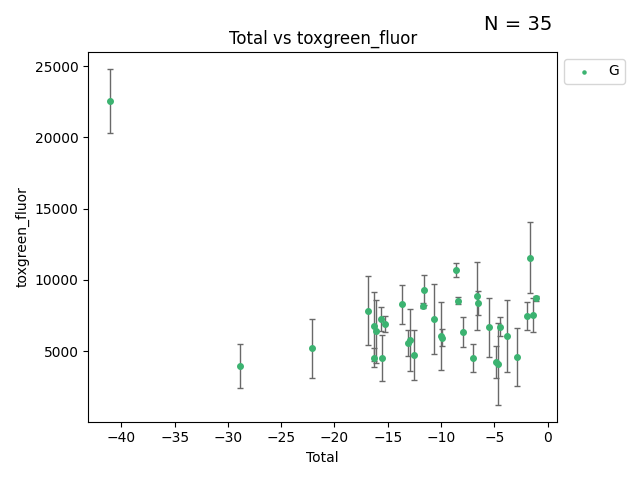 N = 35
Total vs toxgreen_fluor
G
toxgreen_fluor
25000
20000
15000
10000
5000
−40 −35 −30 −25 −20 −15 −10 −5 0
Total